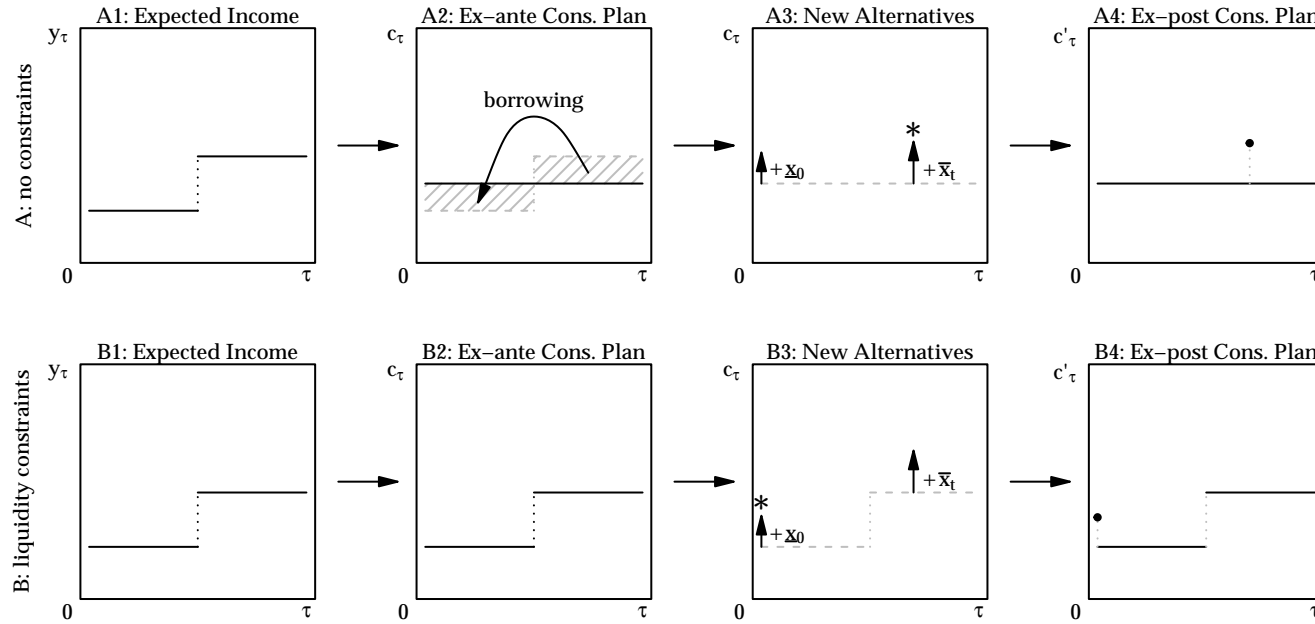 A1: Expected Income
A2: Ex−ante Cons. Plan
A3: New Alternatives
A4: Ex−post Cons. Plan
A: no constraints
yτ
0
τ
cτ
borrowing
0
τ
cτ
+x̲0
*
+x̅t
0
τ
c'τ
0
τ
B1: Expected Income
B2: Ex−ante Cons. Plan
B3: New Alternatives
B4: Ex−post Cons. Plan
B: liquidity constraints
yτ
0
τ
cτ
0
τ
cτ
*
+x̲0
+x̅t
0
τ
c'τ
0
τ